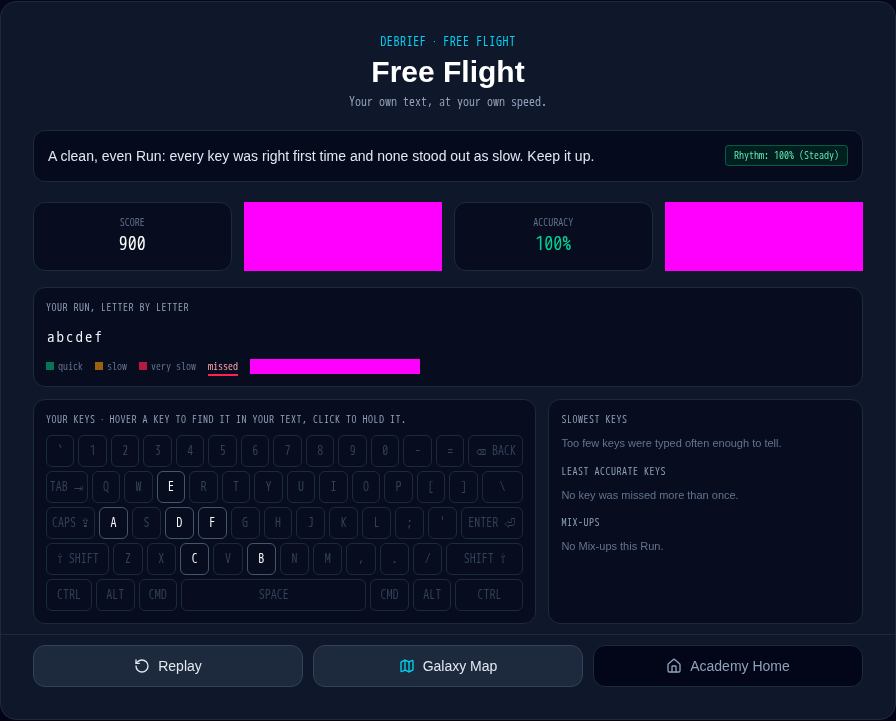 DEBRIEF · FREE FLIGHT
Free Flight
Your own text, at your own speed.
A clean, even Run: every key was right first time and none stood out as slow. Keep it up.
Rhythm: 100% (Steady)
SCORE
900
ACCURACY
100%
YOUR RUN, LETTER BY LETTER
abcdef
quick slow very slow missed
YOUR KEYS · HOVER A KEY TO FIND IT IN YOUR TEXT, CLICK TO HOLD IT.
` 1 2 3 4 5 6 7 8 9 0 - = ⌫ BACK
TAB ⇥ Q W E R T Y U I O P [ ] \
CAPS ⇪ A S D F G H J K L ; ' ENTER ⏎
⇧ SHIFT Z X C V B N M , . / SHIFT ⇧
CTRL ALT CMD SPACE CMD ALT CTRL
SLOWEST KEYS
Too few keys were typed often enough to tell.
LEAST ACCURATE KEYS
No key was missed more than once.
MIX-UPS
No Mix-ups this Run.
Replay
Galaxy Map
Academy Home